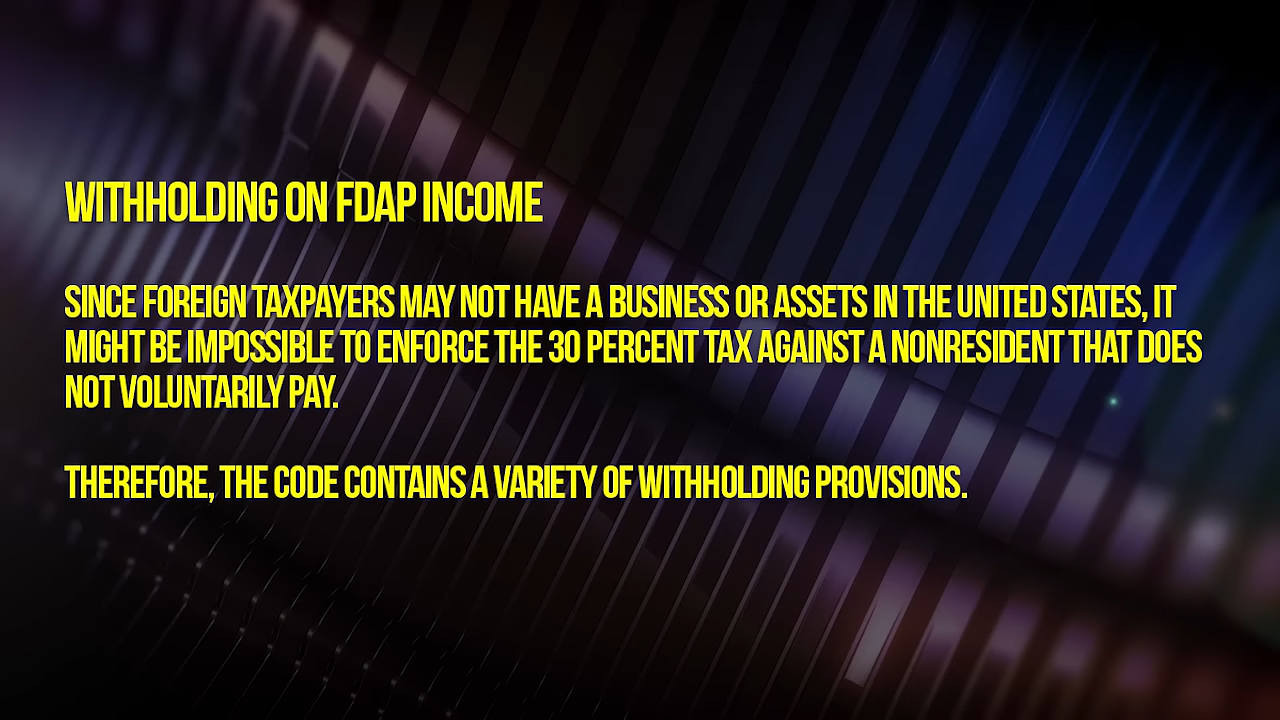 WITHHOLDING ON FDAP INCOME
SINCE FOREIGN TAXPAYERS MAY NOT HAVE A BUSINESS OR ASSETS IN THE UNITED STATES, IT
MIGHT BE IMPOSSIBLE TO ENFORCE THE 30 PERCENT TAX AGAINST A NONRESIDENT THAT DOES
NOT VOLUNTARILY PAY.
THEREFORE, THE CODE CONTAINS A VARIETY OF WITHHOLDING PROVISIONS.